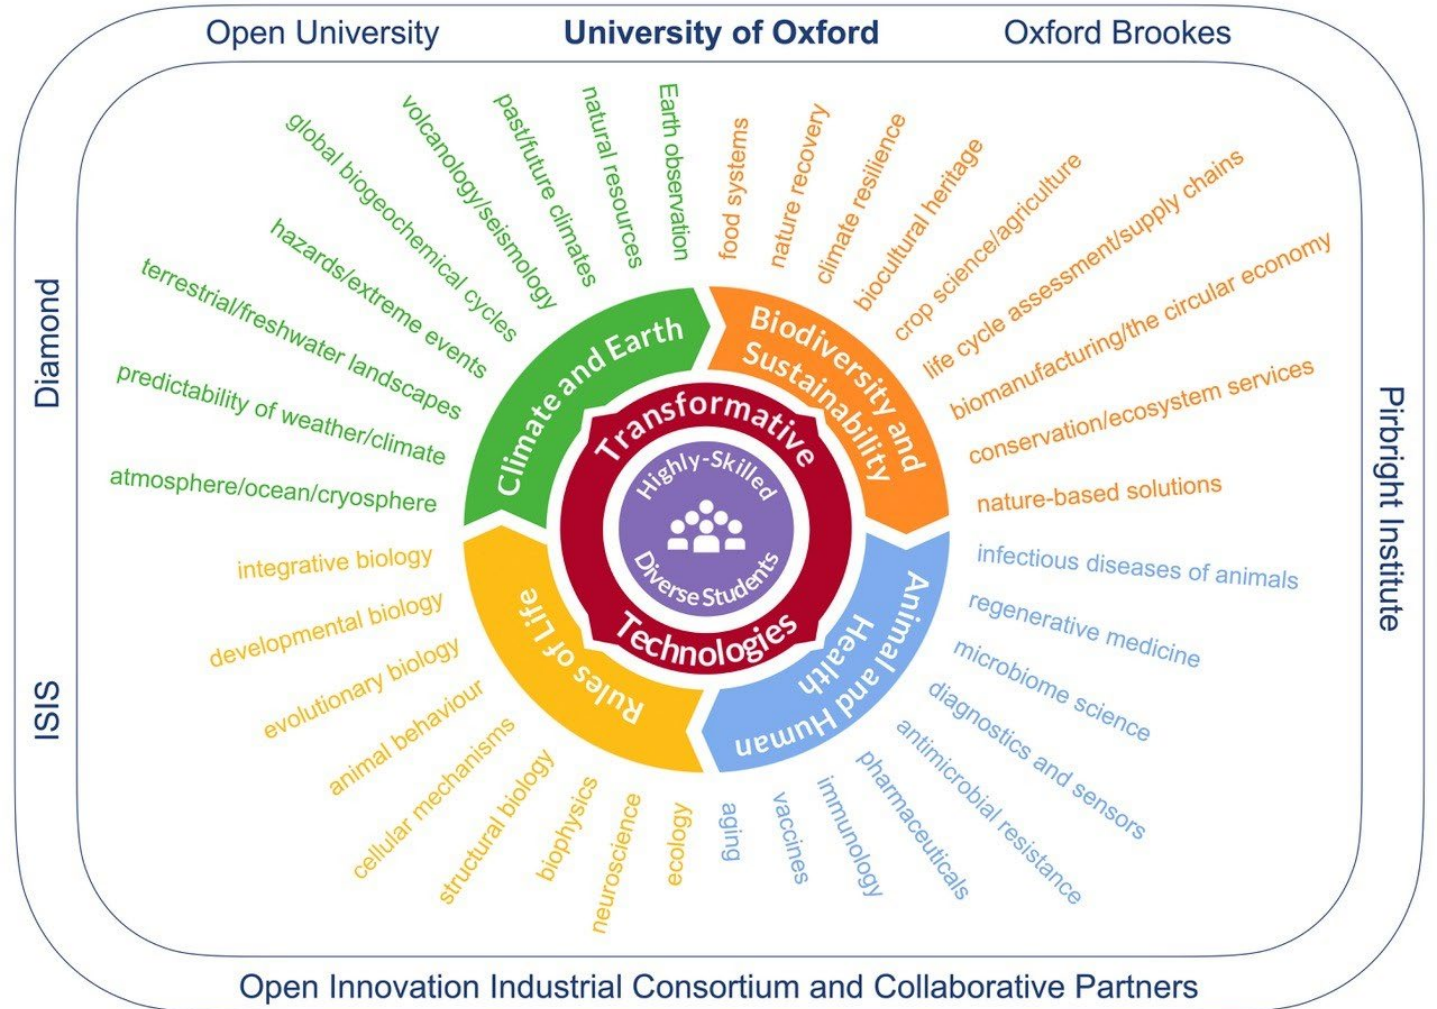 Open University
University of Oxford
Oxford Brookes
Diamond
ISIS
Pirbright Institute
Open Innovation Industrial Consortium and Collaborative Partners
Highly-Skilled
Diverse Students
Transformative
Technologies
Climate and Earth
atmosphere/ocean/cryosphere
predictability of weather/climate
terrestrial/freshwater landscapes
hazards/extreme events
global biogeochemical cycles
volcanology/seismology
past/future climates
natural resources
Earth observation
Biodiversity and
Sustainability
food systems
nature recovery
climate resilience
biocultural heritage
crop science/agriculture
life cycle assessment/supply chains
biomanufacturing/the circular economy
conservation/ecosystem services
nature-based solutions
Animal and Human
Health
infectious diseases of animals
regenerative medicine
microbiome science
diagnostics and sensors
antimicrobial resistance
pharmaceuticals
immunology
vaccines
aging
Rules of Life
ecology
neuroscience
biophysics
structural biology
cellular mechanisms
animal behaviour
evolutionary biology
developmental biology
integrative biology